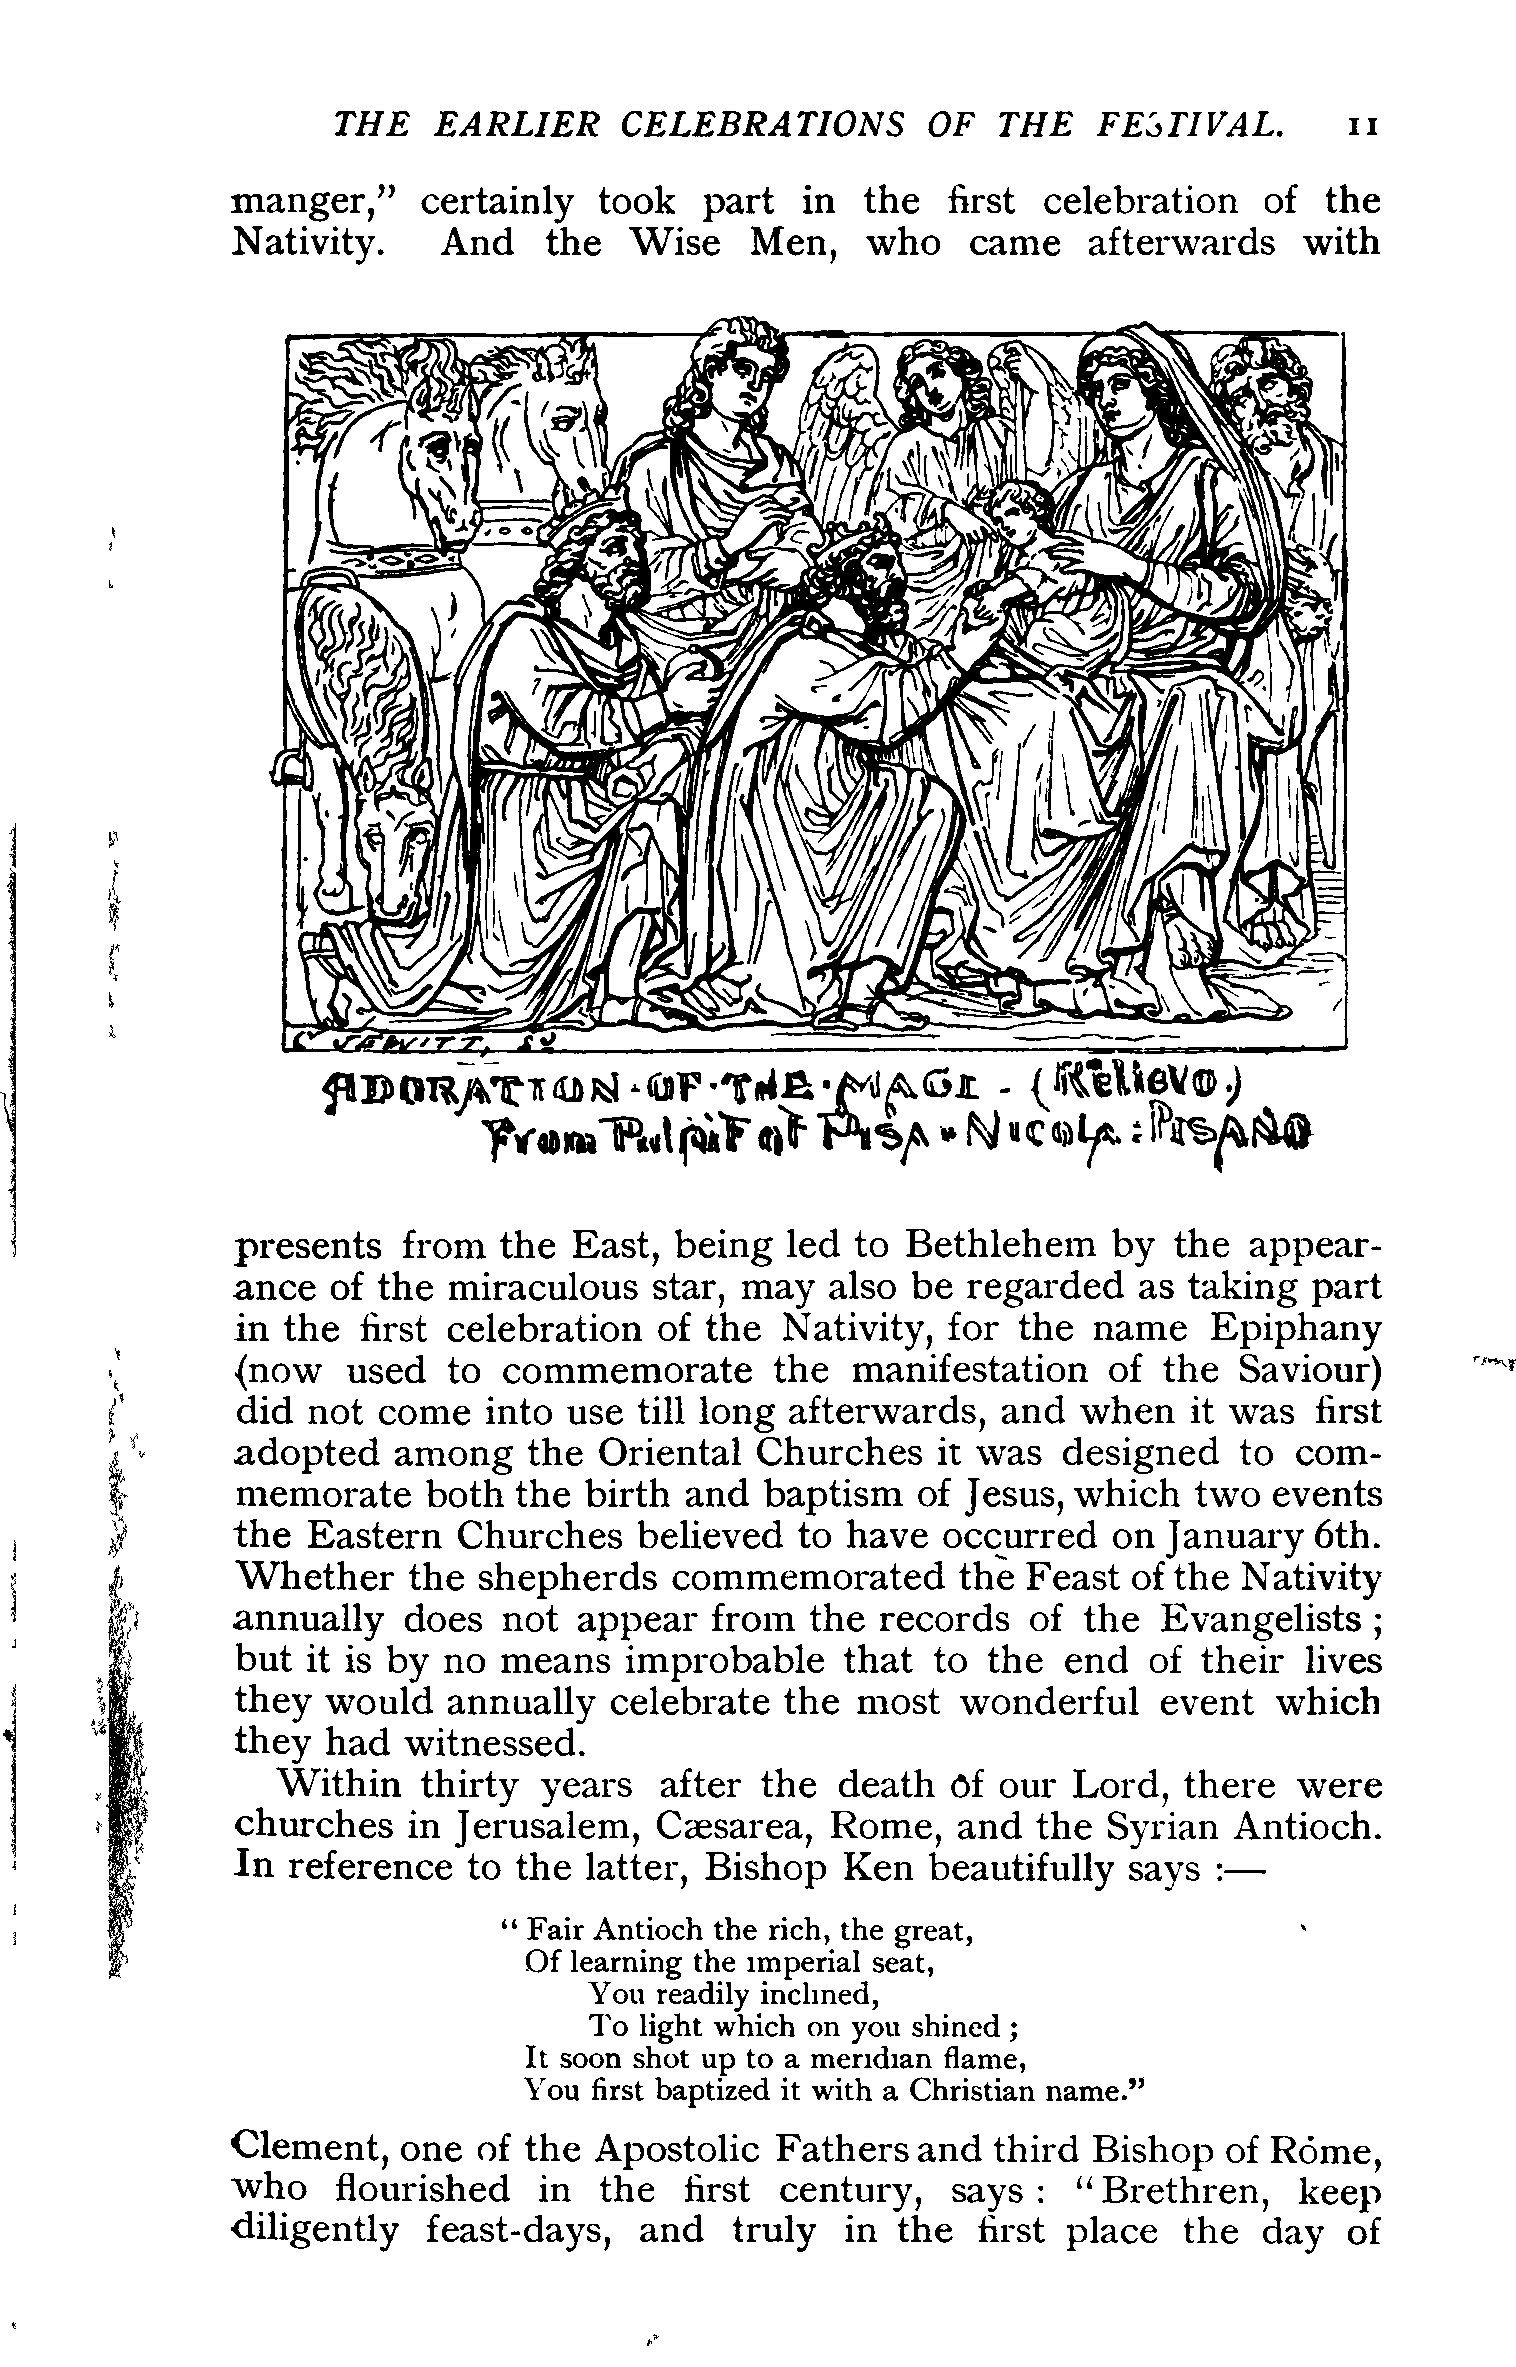 THE EARLIER CELEBRATIONS OF THE FESTIVAL. 11
manger,” certainly took part in the first celebration of the
Nativity. And the Wise Men, who came afterwards with
C JEWITT, SC
ADORATION · OF · THE · MAGI - (Relievo.)
From Pulpit of Pisa · Nicola : Pisano
presents from the East, being led to Bethlehem by the appear-
ance of the miraculous star, may also be regarded as taking part
in the first celebration of the Nativity, for the name Epiphany
(now used to commemorate the manifestation of the Saviour)
did not come into use till long afterwards, and when it was first
adopted among the Oriental Churches it was designed to com-
memorate both the birth and baptism of Jesus, which two events
the Eastern Churches believed to have occurred on January 6th.
Whether the shepherds commemorated the Feast of the Nativity
annually does not appear from the records of the Evangelists ;
but it is by no means improbable that to the end of their lives
they would annually celebrate the most wonderful event which
they had witnessed.
Within thirty years after the death of our Lord, there were
churches in Jerusalem, Cæsarea, Rome, and the Syrian Antioch.
In reference to the latter, Bishop Ken beautifully says :—
“ Fair Antioch the rich, the great,
Of learning the imperial seat,
You readily inclined,
To light which on you shined ;
It soon shot up to a meridian flame,
You first baptized it with a Christian name.”
Clement, one of the Apostolic Fathers and third Bishop of Rome,
who flourished in the first century, says : “ Brethren, keep
diligently feast-days, and truly in the first place the day of